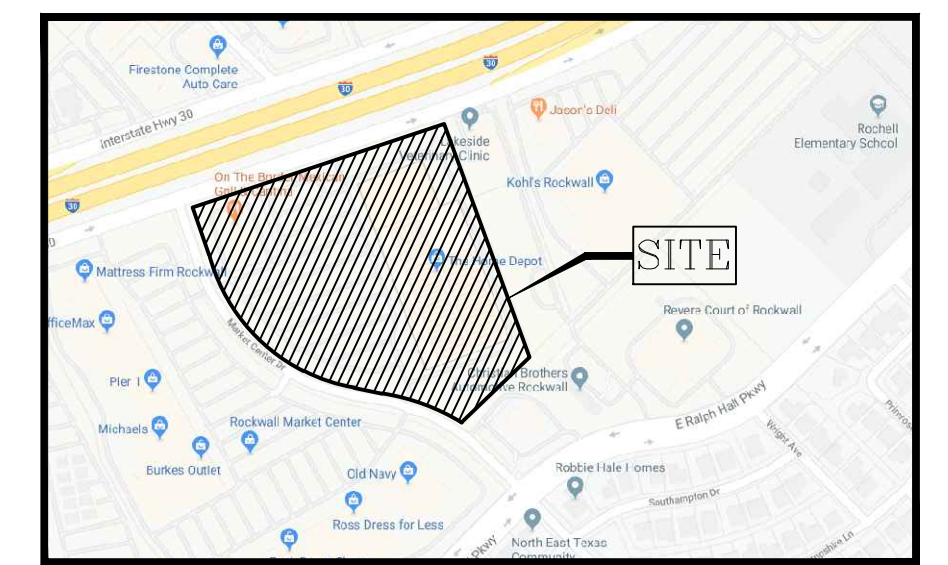 Firestone Complete
Auto Care
30
30
Interstate Hwy 30
Jason's Deli
Rochell
Elementary School
Lakeside
Veterinary Clinic
On The Border Mexican
Kohl's Rockwall
30
SITE
The Home Depot
Mattress Firm Rockwall
Revere Court of Rockwall
OfficeMax
Market Center Dr
Christian Brothers
Automotive Rockwall
Pier 1
E Ralph Hall Pkwy
Michaels
Rockwall Market Center
Wright Ave
Burkes Outlet
Old Navy
Robbie Hale Homes
Southampton Dr
Ross Dress for Less
North East Texas
Community
Pkwy